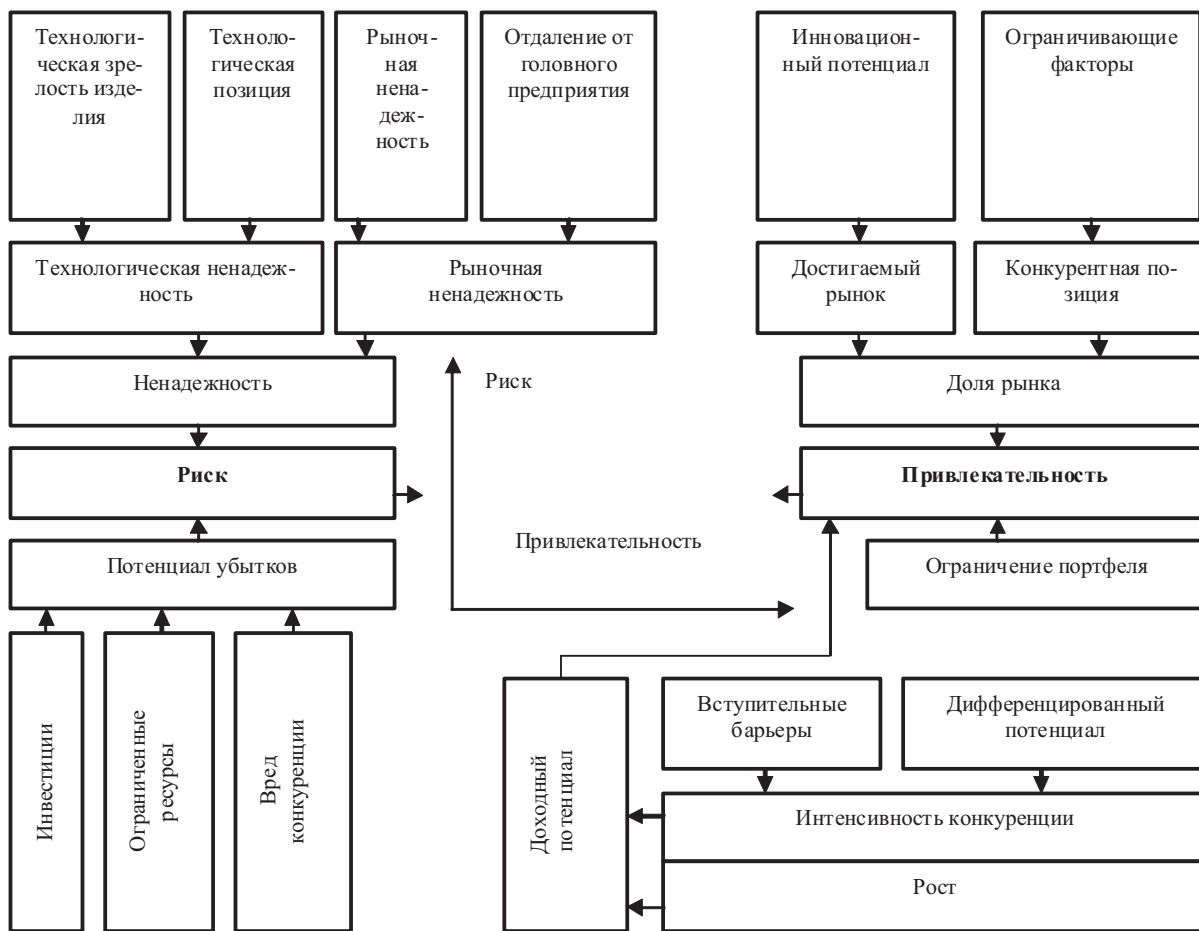 Технологи-
ческая зре-
лость изде-
лия
Техноло-
гическая
позиция
Рыноч-
ная
нена-
деж-
ность
Отдаление от
головного
предприятия
Инновацион-
ный потенциал
Ограничивающие
факторы
Технологическая ненадеж-
ность
Рыночная
ненадежность
Достигаемый
рынок
Конкурентная по-
зиция
Ненадежность
Риск
Доля рынка
Риск
Привлекательность
Привлекательность
Потенциал убытков
Ограничение портфеля
Инвестиции
Ограниченные
ресурсы
Вред
конкуренции
Доходный
потенциал
Вступительные
барьеры
Дифференцированный
потенциал
Интенсивность конкуренции
Рост